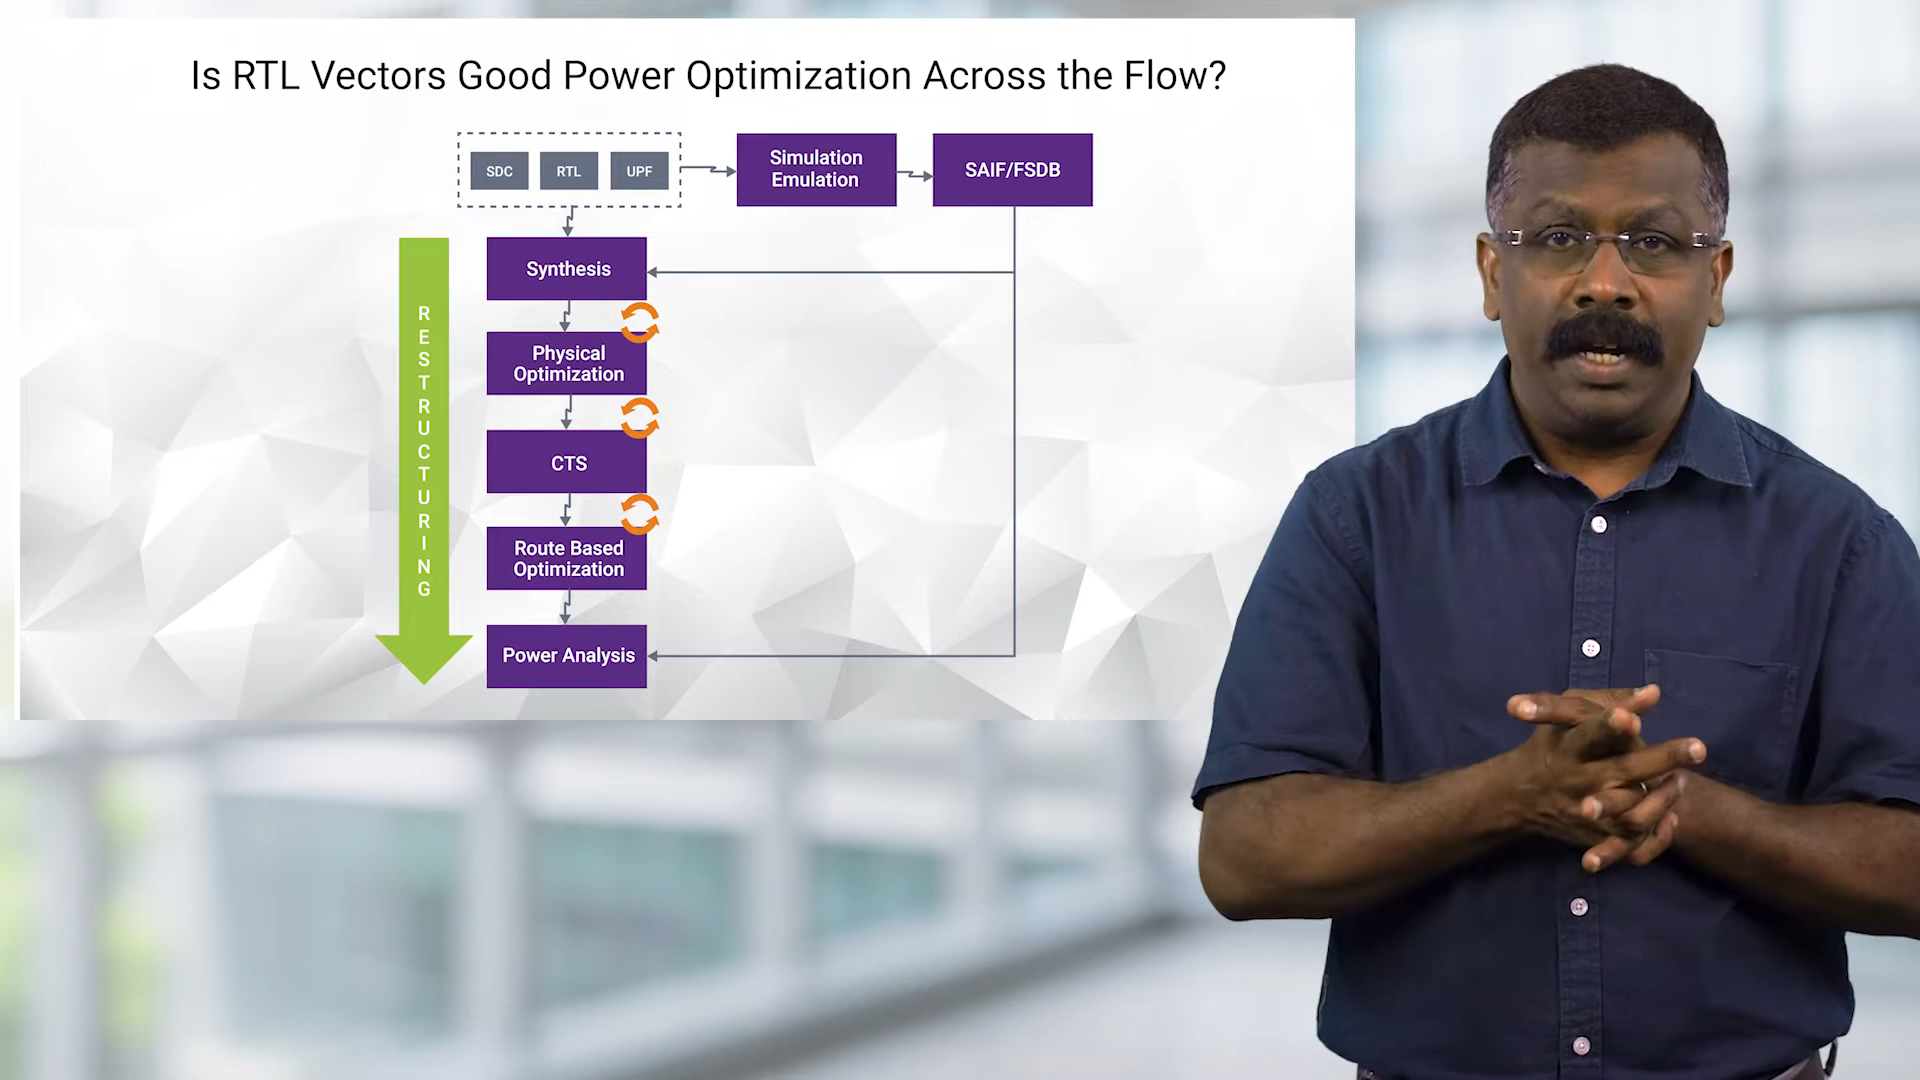 Is RTL Vectors Good Power Optimization Across the Flow?
SDC
RTL
UPF
Simulation
Emulation
SAIF/FSDB
Synthesis
Physical
Optimization
CTS
Route Based
Optimization
Power Analysis
RESTRUCTURING